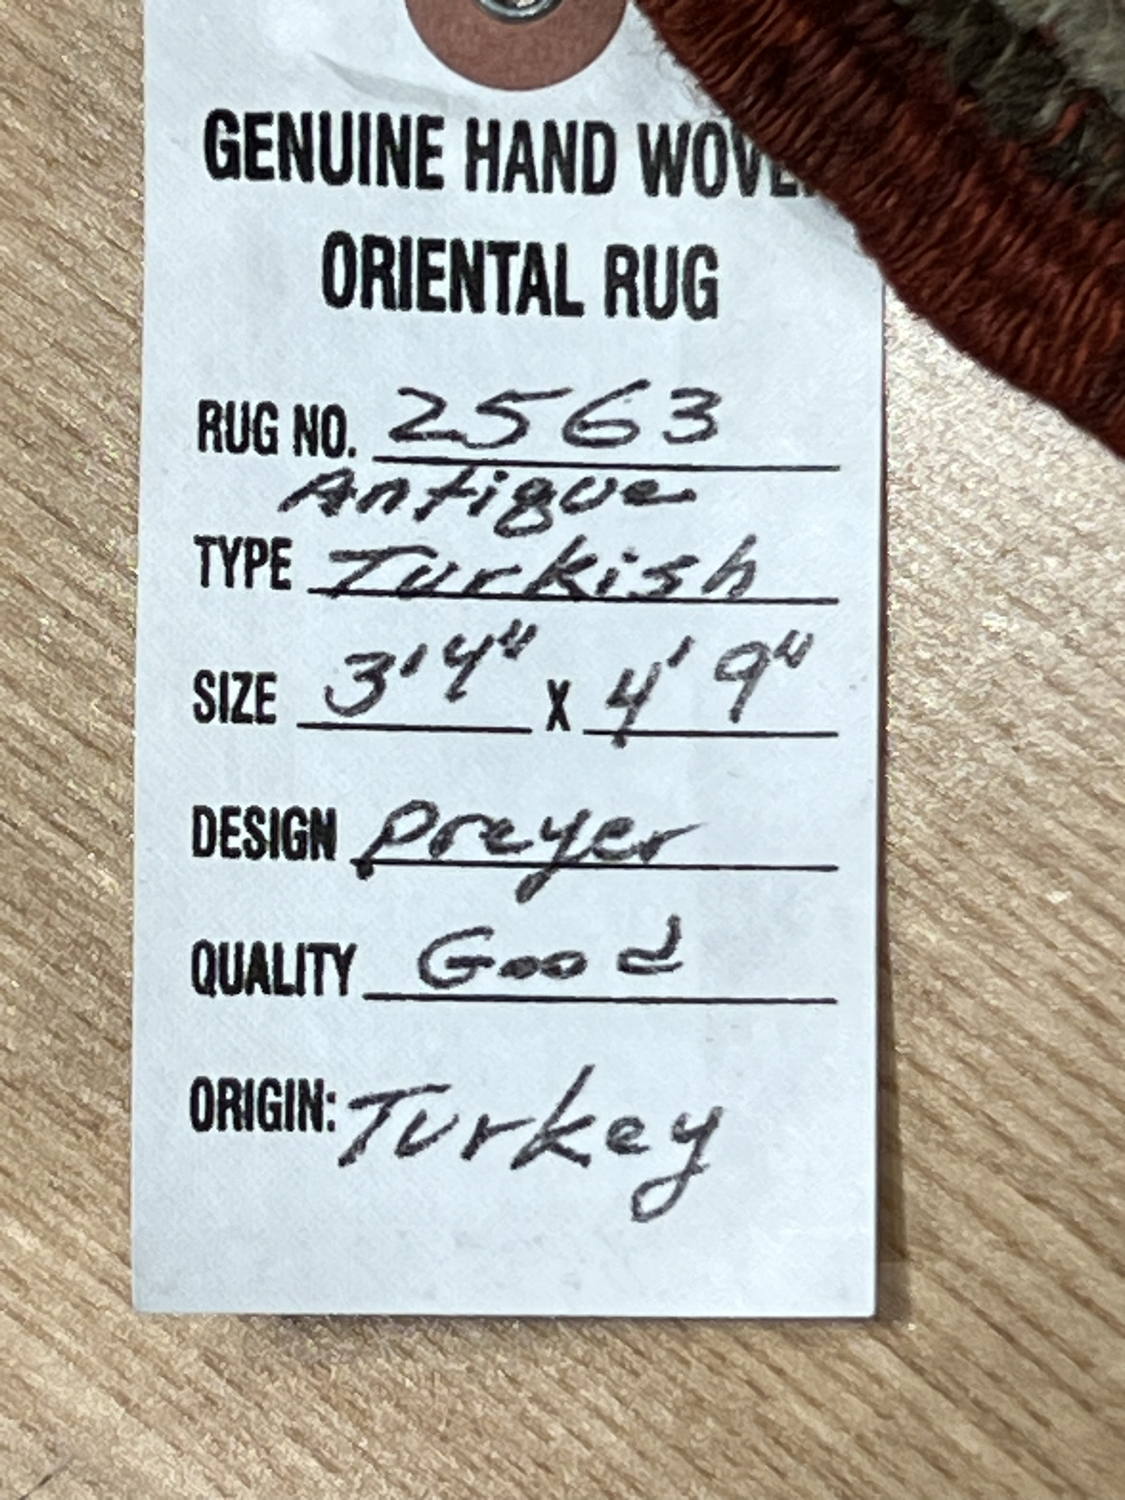 GENUINE HAND WOVE
ORIENTAL RUG
RUG NO. 2563
Antique
TYPE Turkish
SIZE 3'4" X 4'9"
DESIGN preyer
QUALITY Good
ORIGIN: Turkey